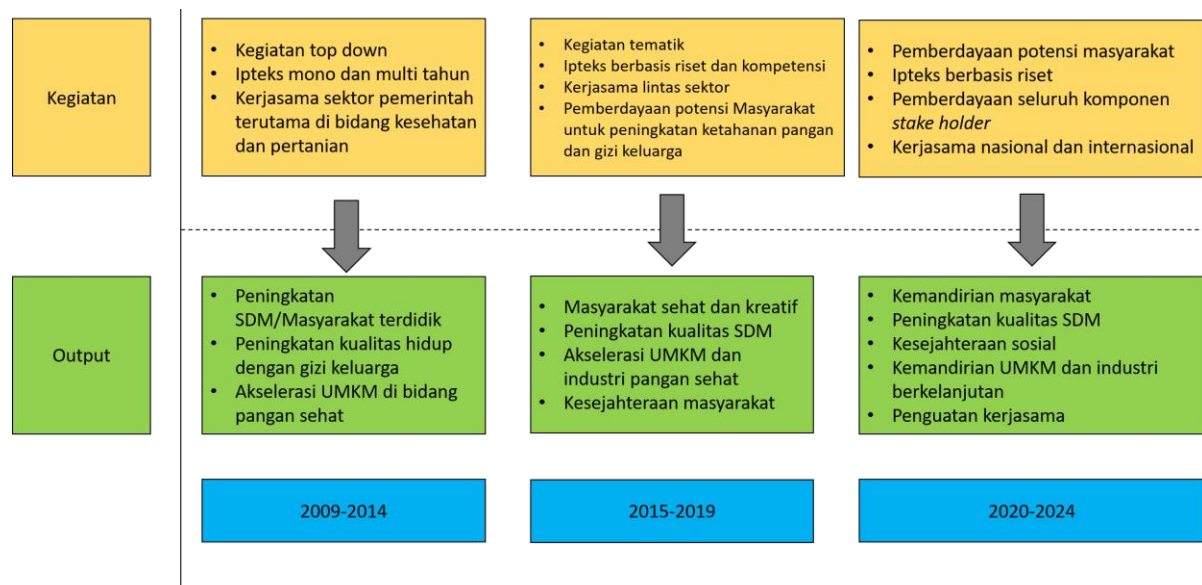 Kegiatan
• Kegiatan top down
• Ipteks mono dan multi tahun
• Kerjasama sektor pemerintah
terutama di bidang kesehatan
dan pertanian
• Kegiatan tematik
• Ipteks berbasis riset dan kompetensi
• Kerjasama lintas sektor
• Pemberdayaan potensi Masyarakat
untuk peningkatan ketahanan pangan
dan gizi keluarga
• Pemberdayaan potensi masyarakat
• Ipteks berbasis riset
• Pemberdayaan seluruh komponen
stake holder
• Kerjasama nasional dan internasional
Output
• Peningkatan
SDM/Masyarakat terdidik
• Peningkatan kualitas hidup
dengan gizi keluarga
• Akselerasi UMKM di bidang
pangan sehat
• Masyarakat sehat dan kreatif
• Peningkatan kualitas SDM
• Akselerasi UMKM dan
industri pangan sehat
• Kesejahteraan masyarakat
• Kemandirian masyarakat
• Peningkatan kualitas SDM
• Kesejahteraan sosial
• Kemandirian UMKM dan industri
berkelanjutan
• Penguatan kerjasama
2009-2014
2015-2019
2020-2024